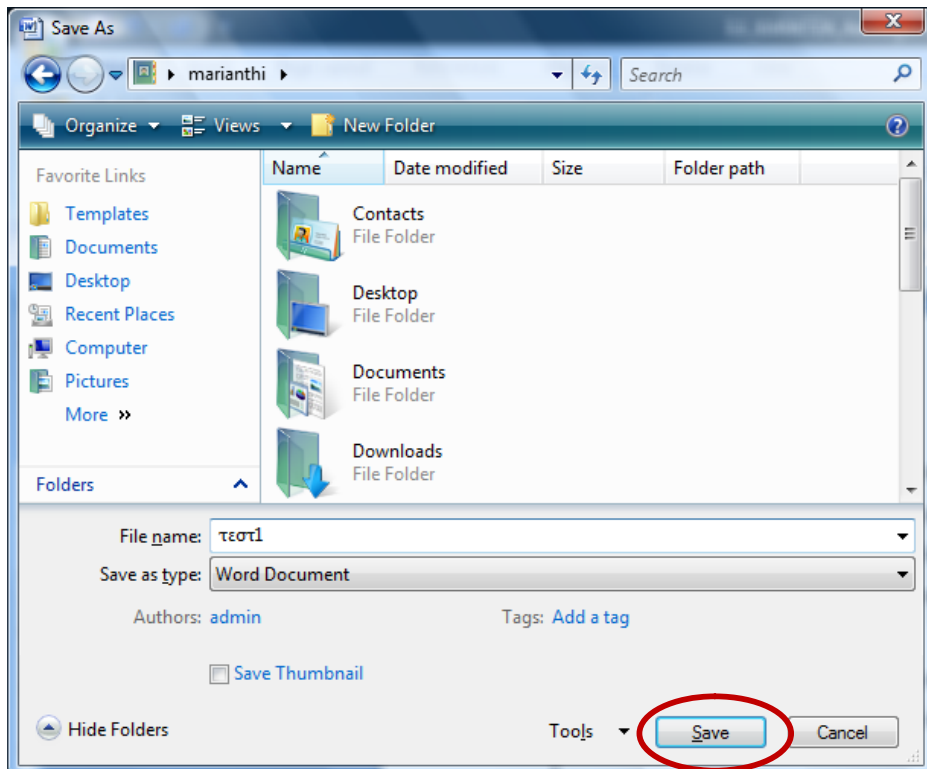 Save As
marianthi
Search
Organize Views New Folder
Favorite Links
Templates
Documents
Desktop
Recent Places
Computer
Pictures
More »
Folders
Name Date modified Size Folder path
Contacts
File Folder
Desktop
File Folder
Documents
File Folder
Downloads
File Folder
File name: τεστ1
Save as type: Word Document
Authors: admin Tags: Add a tag
Save Thumbnail
Hide Folders Tools Save Cancel